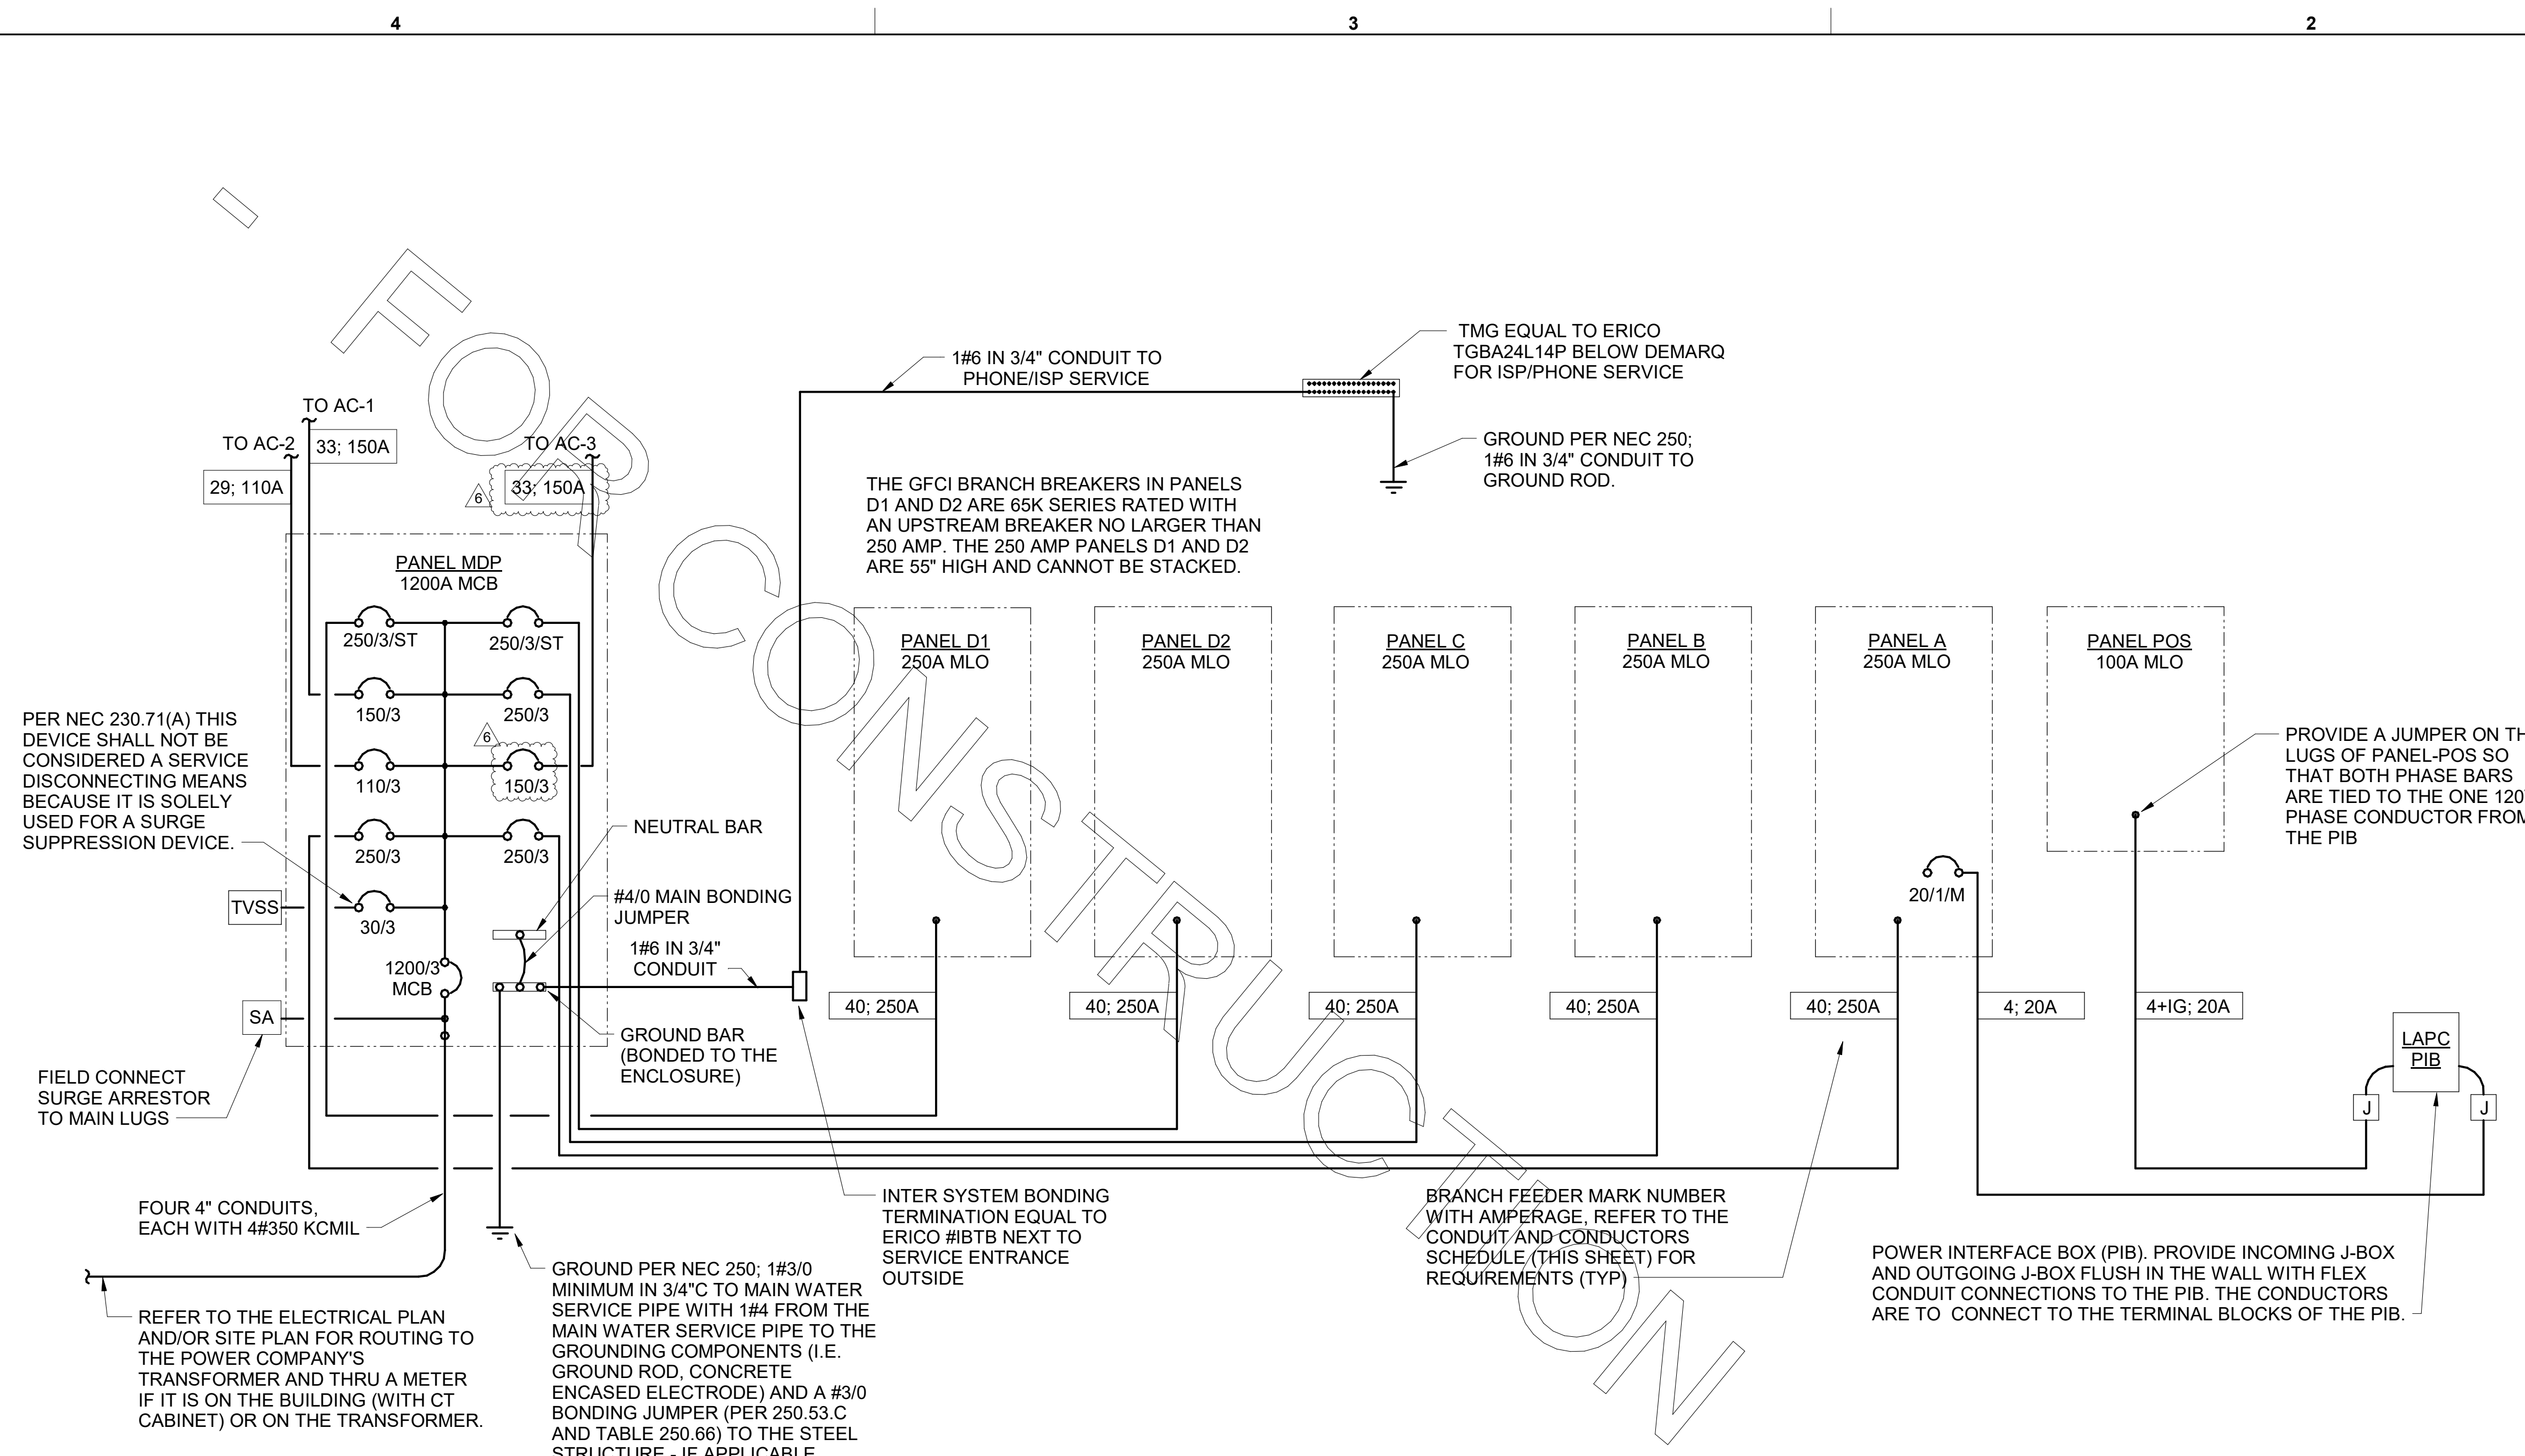 4
3
2
- FOR CONSTRUCTION
TO AC-1
TO AC-2
33; 150A
29; 110A
TO AC-3
33; 150A
6
PANEL MDP
1200A MCB
250/3/ST
250/3/ST
150/3
250/3
6
110/3
150/3
250/3
250/3
30/3
1200/3
MCB
TVSS
SA
PER NEC 230.71(A) THIS
DEVICE SHALL NOT BE
CONSIDERED A SERVICE
DISCONNECTING MEANS
BECAUSE IT IS SOLELY
USED FOR A SURGE
SUPPRESSION DEVICE.
FIELD CONNECT
SURGE ARRESTOR
TO MAIN LUGS
NEUTRAL BAR
#4/0 MAIN BONDING
JUMPER
1#6 IN 3/4"
CONDUIT
GROUND BAR
(BONDED TO THE
ENCLOSURE)
FOUR 4" CONDUITS,
EACH WITH 4#350 KCMIL
REFER TO THE ELECTRICAL PLAN
AND/OR SITE PLAN FOR ROUTING TO
THE POWER COMPANY'S
TRANSFORMER AND THRU A METER
IF IT IS ON THE BUILDING (WITH CT
CABINET) OR ON THE TRANSFORMER.
GROUND PER NEC 250; 1#3/0
MINIMUM IN 3/4"C TO MAIN WATER
SERVICE PIPE WITH 1#4 FROM THE
MAIN WATER SERVICE PIPE TO THE
GROUNDING COMPONENTS (I.E.
GROUND ROD, CONCRETE
ENCASED ELECTRODE) AND A #3/0
BONDING JUMPER (PER 250.53.C
AND TABLE 250.66) TO THE STEEL
STRUCTURE - IF APPLICABLE
1#6 IN 3/4" CONDUIT TO
PHONE/ISP SERVICE
TMG EQUAL TO ERICO
TGBA24L14P BELOW DEMARQ
FOR ISP/PHONE SERVICE
GROUND PER NEC 250;
1#6 IN 3/4" CONDUIT TO
GROUND ROD.
THE GFCI BRANCH BREAKERS IN PANELS
D1 AND D2 ARE 65K SERIES RATED WITH
AN UPSTREAM BREAKER NO LARGER THAN
250 AMP. THE 250 AMP PANELS D1 AND D2
ARE 55" HIGH AND CANNOT BE STACKED.
PANEL D1
250A MLO
PANEL D2
250A MLO
PANEL C
250A MLO
PANEL B
250A MLO
PANEL A
250A MLO
PANEL POS
100A MLO
20/1/M
PROVIDE A JUMPER ON
LUGS OF PANEL-POS SO
THAT BOTH PHASE BARS
ARE TIED TO THE ONE
PHASE CONDUCTOR FROM
THE PIB
40; 250A
40; 250A
40; 250A
40; 250A
40; 250A
4; 20A
4+IG; 20A
LAPC
PIB
J
J
INTER SYSTEM BONDING
TERMINATION EQUAL TO
ERICO #IBTB NEXT TO
SERVICE ENTRANCE
OUTSIDE
BRANCH FEEDER MARK NUMBER
WITH AMPERAGE, REFER TO THE
CONDUIT AND CONDUCTORS
SCHEDULE (THIS SHEET) FOR
REQUIREMENTS (TYP)
POWER INTERFACE BOX (PIB). PROVIDE INCOMING J-BOX
AND OUTGOING J-BOX FLUSH IN THE WALL WITH FLEX
CONDUIT CONNECTIONS TO THE PIB. THE CONDUCTORS
ARE TO CONNECT TO THE TERMINAL BLOCKS OF THE PIB.